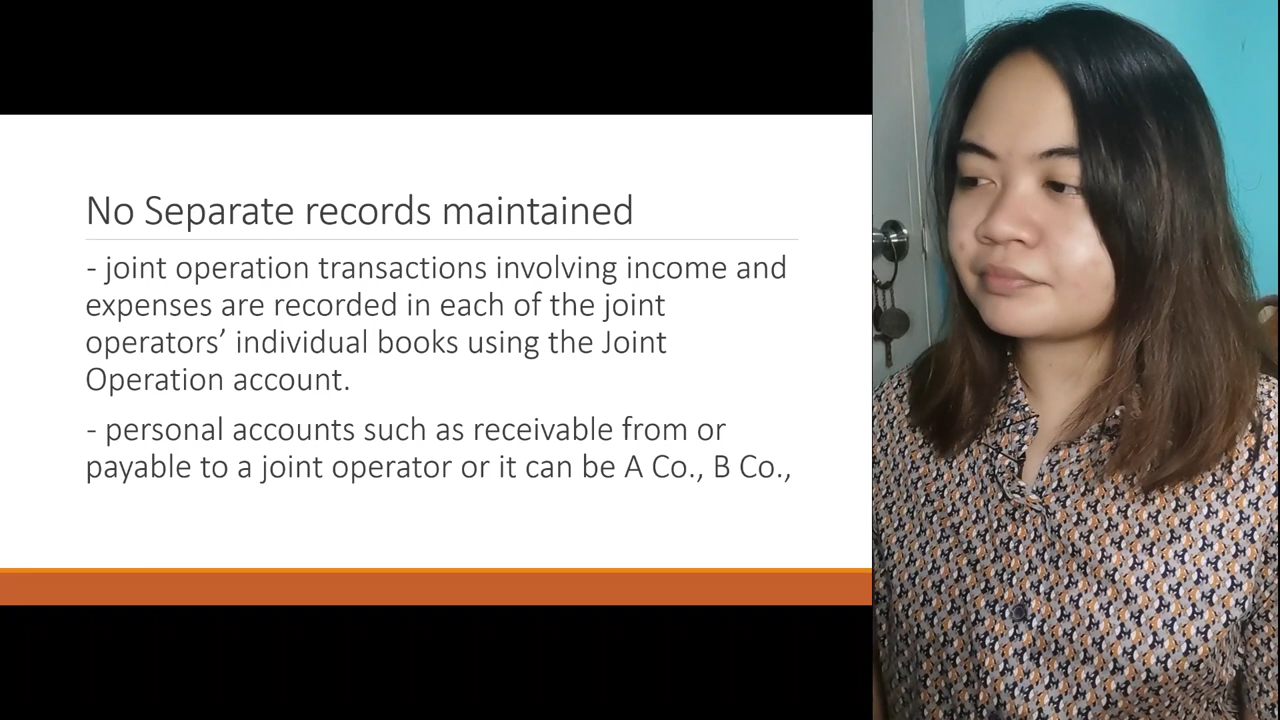 No Separate records maintained
- joint operation transactions involving income and
expenses are recorded in each of the joint
operators’ individual books using the Joint
Operation account.
- personal accounts such as receivable from or
payable to a joint operator or it can be A Co., B Co.,